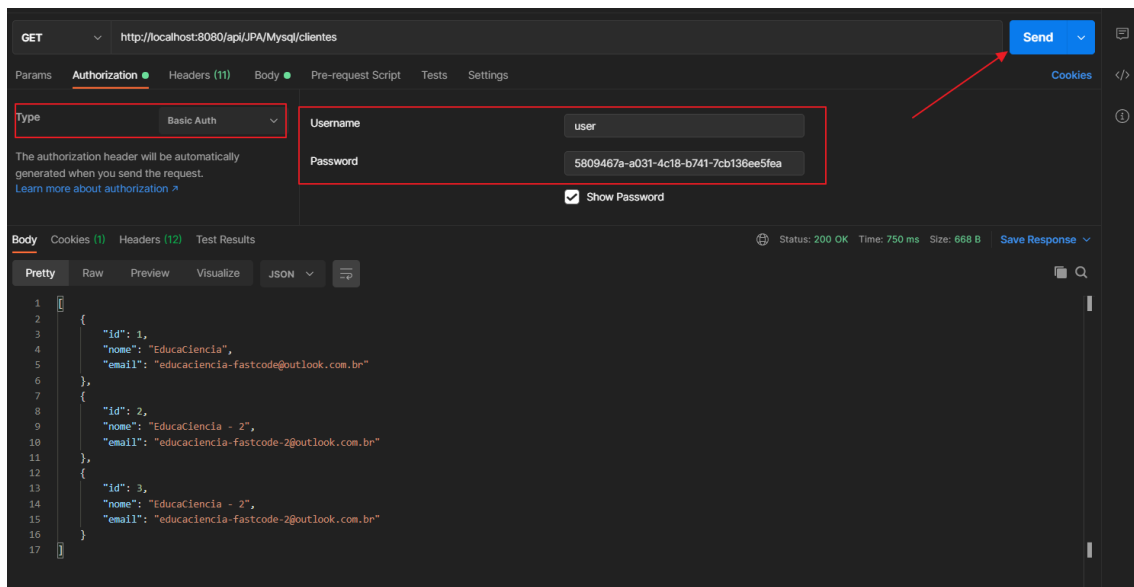 GET http://localhost:8080/api/JPA/Mysql/clientes Send
Params Authorization Headers (11) Body Pre-request Script Tests Settings Cookies
Type Basic Auth
The authorization header will be automatically
generated when you send the request.
Learn more about authorization ↗
Username user
Password 5809467a-a031-4c18-b741-7cb136ee5fea
Show Password
Body Cookies (1) Headers (12) Test Results Status: 200 OK Time: 750 ms Size: 668 B Save Response
Pretty Raw Preview Visualize JSON
1 [
2 {
3 "id": 1,
4 "nome": "EducaCiencia",
5 "email": "educaciencia-fastcode@outlook.com.br"
6 },
7 {
8 "id": 2,
9 "nome": "EducaCiencia - 2",
10 "email": "educaciencia-fastcode-2@outlook.com.br"
11 },
12 {
13 "id": 3,
14 "nome": "EducaCiencia - 2",
15 "email": "educaciencia-fastcode-2@outlook.com.br"
16 }
17 ]